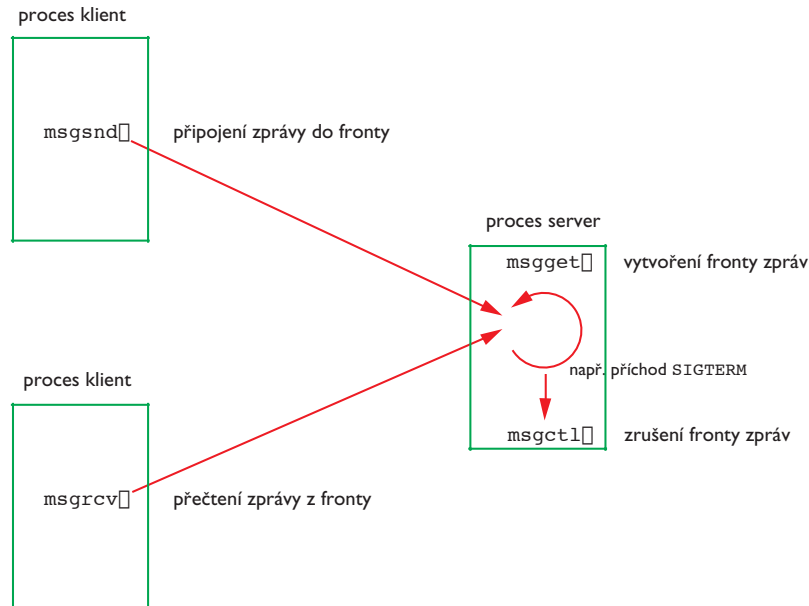 proces klient
msgsnd▯
připojení zprávy do fronty
proces server
msgget▯
vytvoření fronty zpráv
např. příchod SIGTERM
msgctl▯
zrušení fronty zpráv
proces klient
msgrcv▯
přečtení zprávy z fronty